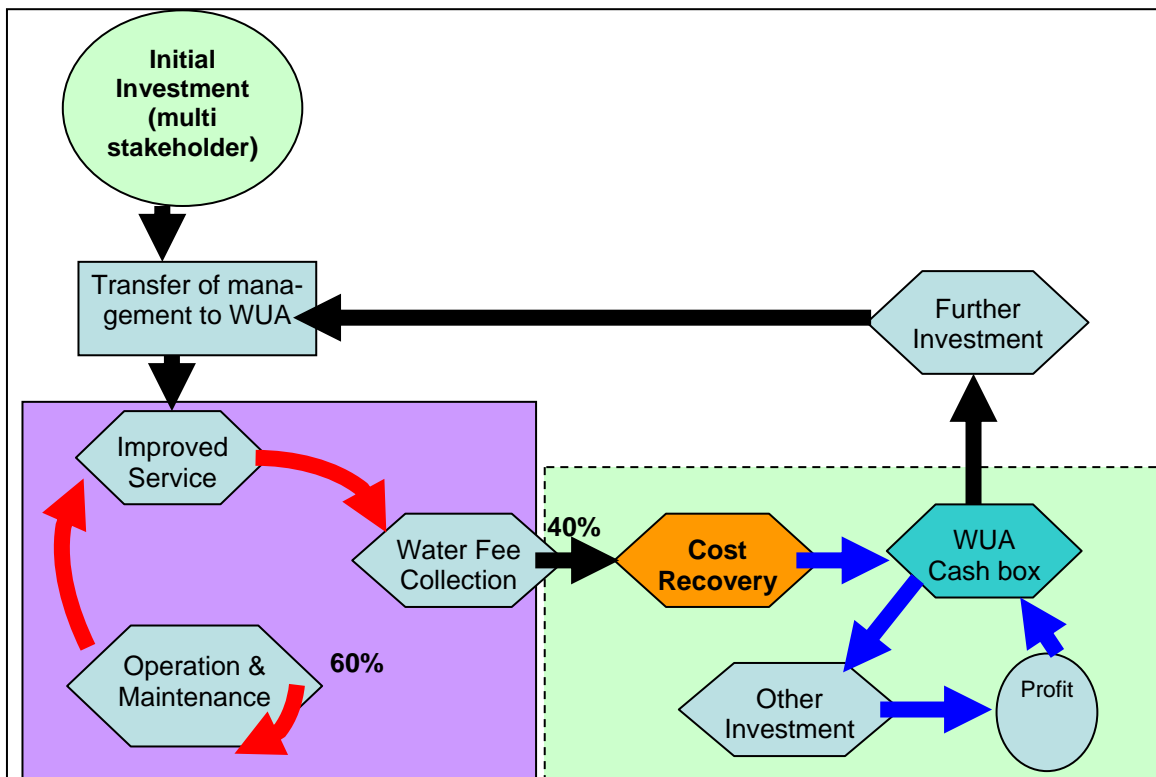 Initial
Investment
(multi
stakeholder)
Transfer of mana-
gement to WUA
Further
Investment
Improved
Service
40%
Water Fee
Collection
Cost
Recovery
WUA
Cash box
60%
Operation &
Maintenance
Other
Investment
Profit